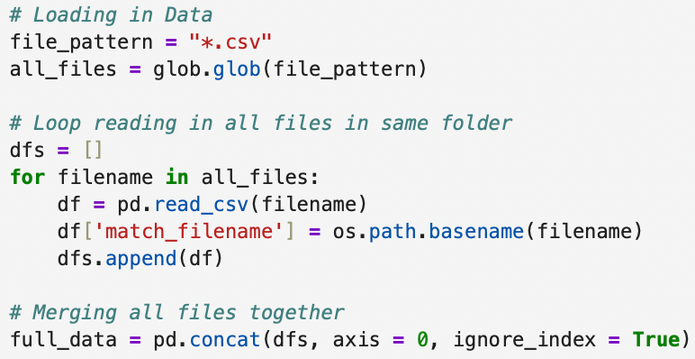 # Loading in Data
file_pattern = "*.csv"
all_files = glob.glob(file_pattern)
# Loop reading in all files in same folder
dfs = []
for filename in all_files:
    df = pd.read_csv(filename)
    df['match_filename'] = os.path.basename(filename)
    dfs.append(df)
# Merging all files together
full_data = pd.concat(dfs, axis = 0, ignore_index = True)